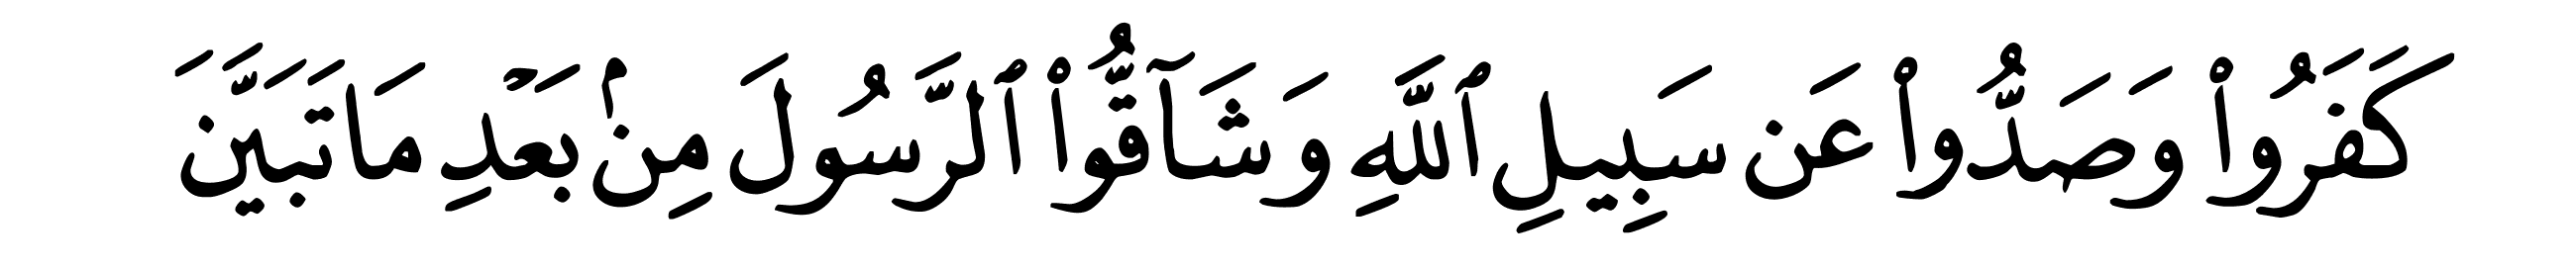 كَفَرُوا۟ وَصَدُّوا۟ عَن سَبِيلِ ٱللَّهِ وَشَآقُّوا۟ ٱلرَّسُولَ مِنۢ بَعَدِۡ مَا تَبَيَّنَ